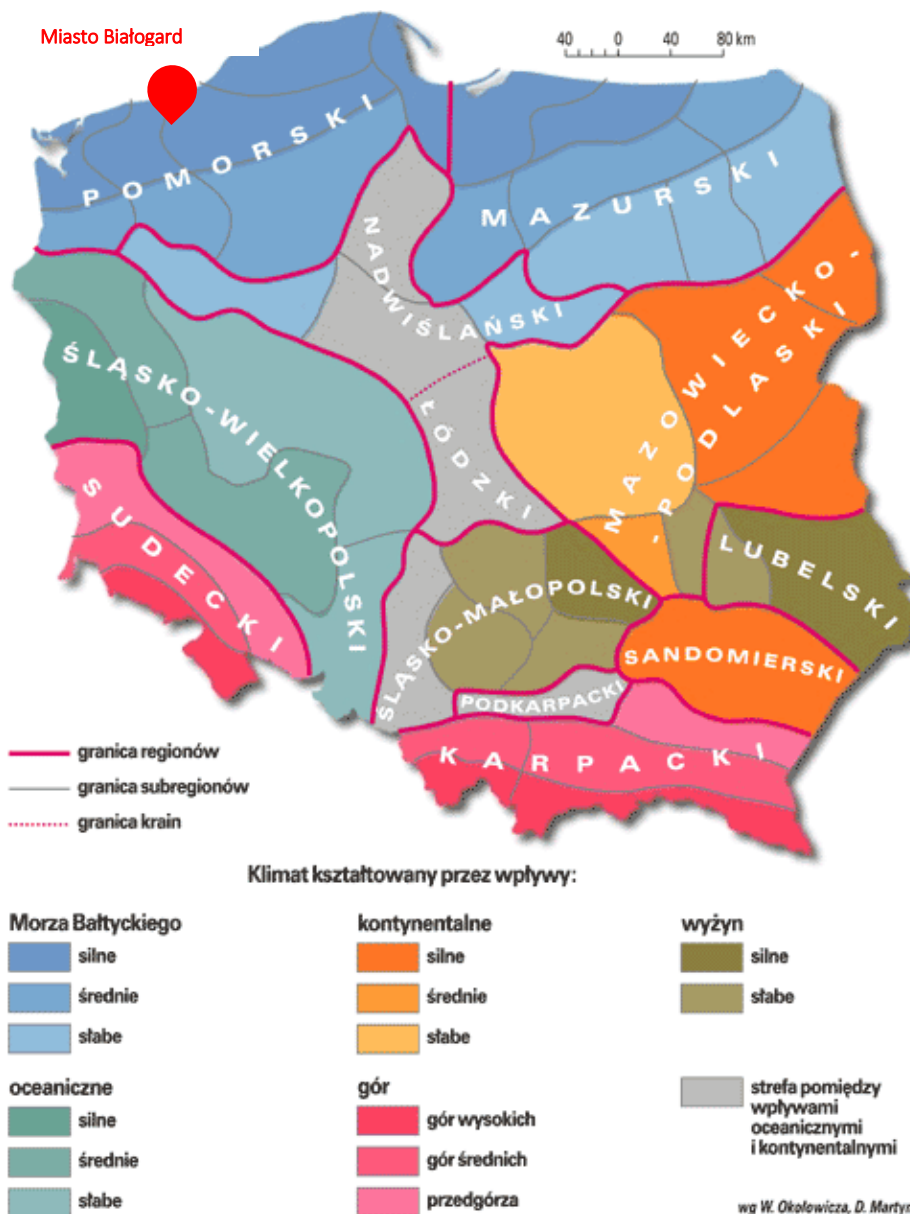 Miasto Białogard
40 0 40 80 km
POMORSKI
MAZURSKI
NADWIŚLAŃSKI
MAZOWIECKO-
-PODLASKI
ŚLĄSKO-WIELKOPOLSKI
ŁÓDZKI
SUDECKI
LUBELSKI
ŚLĄSKO-MAŁOPOLSKI
SANDOMIERSKI
PODKARPACKI
KARPACKI
granica regionów
granica subregionów
granica krain
Klimat kształtowany przez wpływy:
Morza Bałtyckiego
silne
średnie
słabe
kontynentalne
silne
średnie
słabe
wyżyn
silne
słabe
oceaniczne
silne
średnie
słabe
gór
gór wysokich
gór średnich
przedgórza
strefa pomiędzy
wpływami
oceanicznymi
i kontynentalnymi
wg W. Okołowicza, D. Martyn